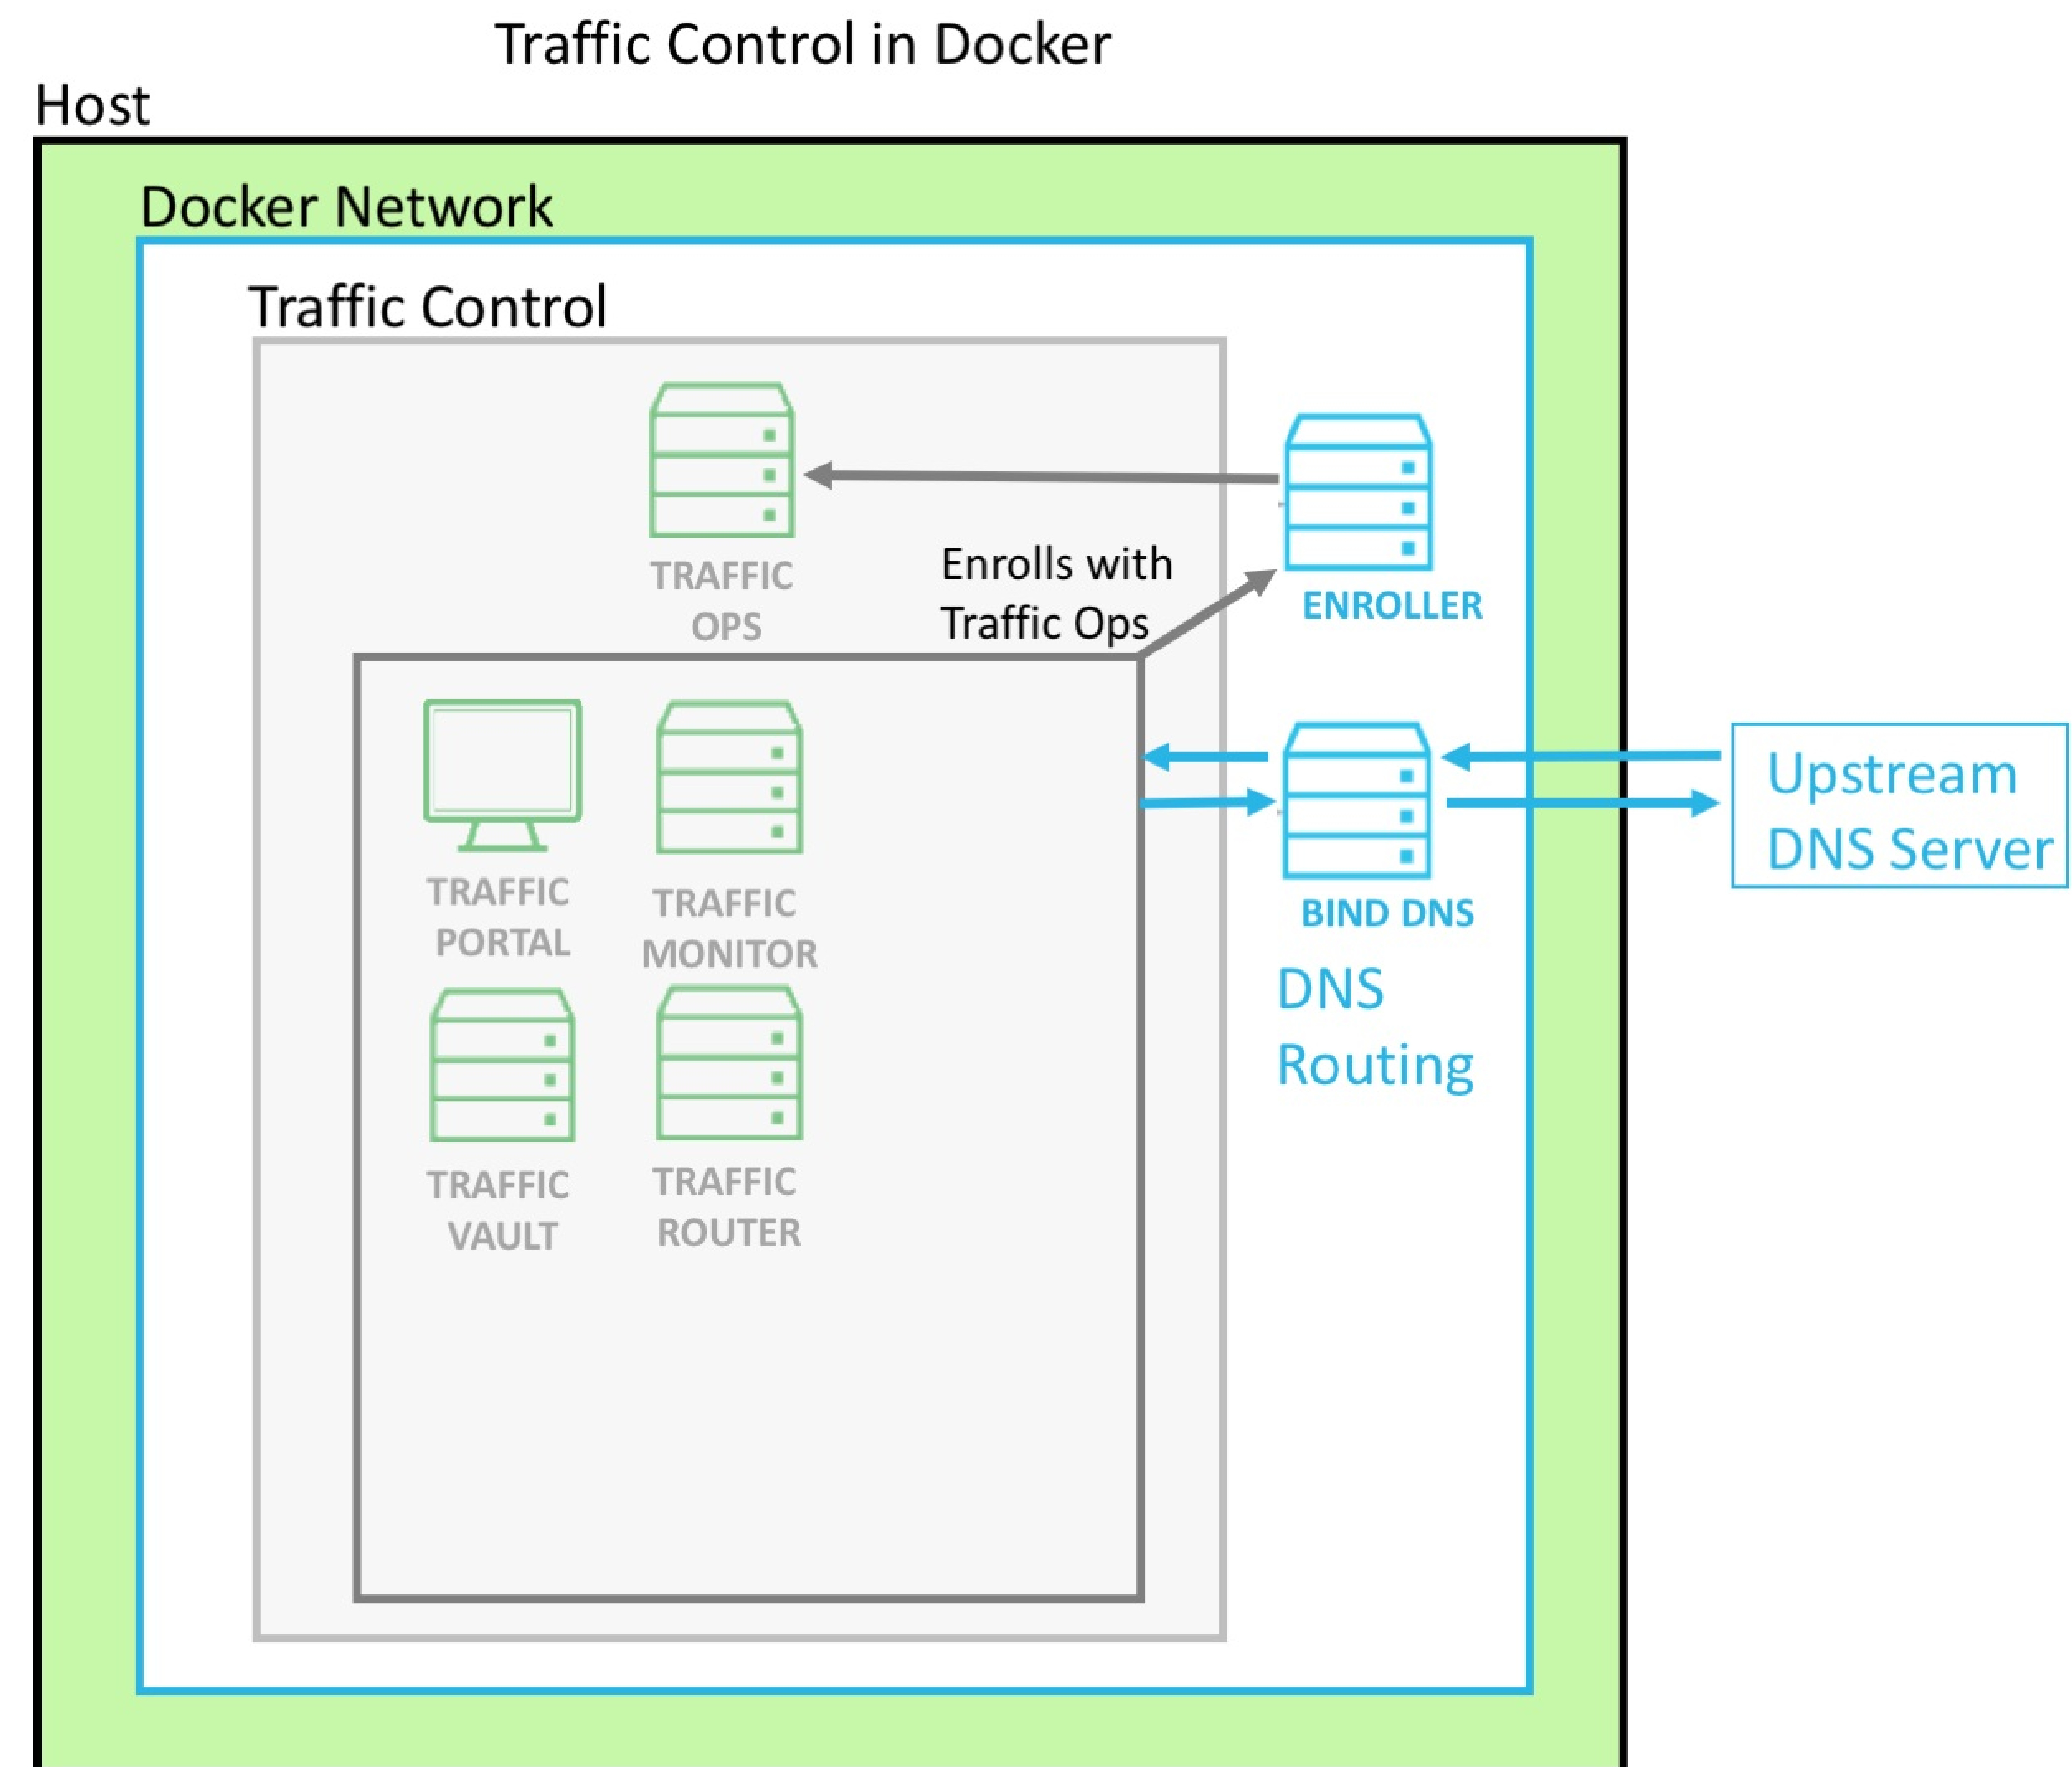 Traffic Control in Docker
Host
Docker Network
Traffic Control
TRAFFIC
OPS
Enrolls with
Traffic Ops
ENROLLER
TRAFFIC
PORTAL
TRAFFIC
MONITOR
TRAFFIC
VAULT
TRAFFIC
ROUTER
BIND DNS
DNS
Routing
Upstream
DNS Server